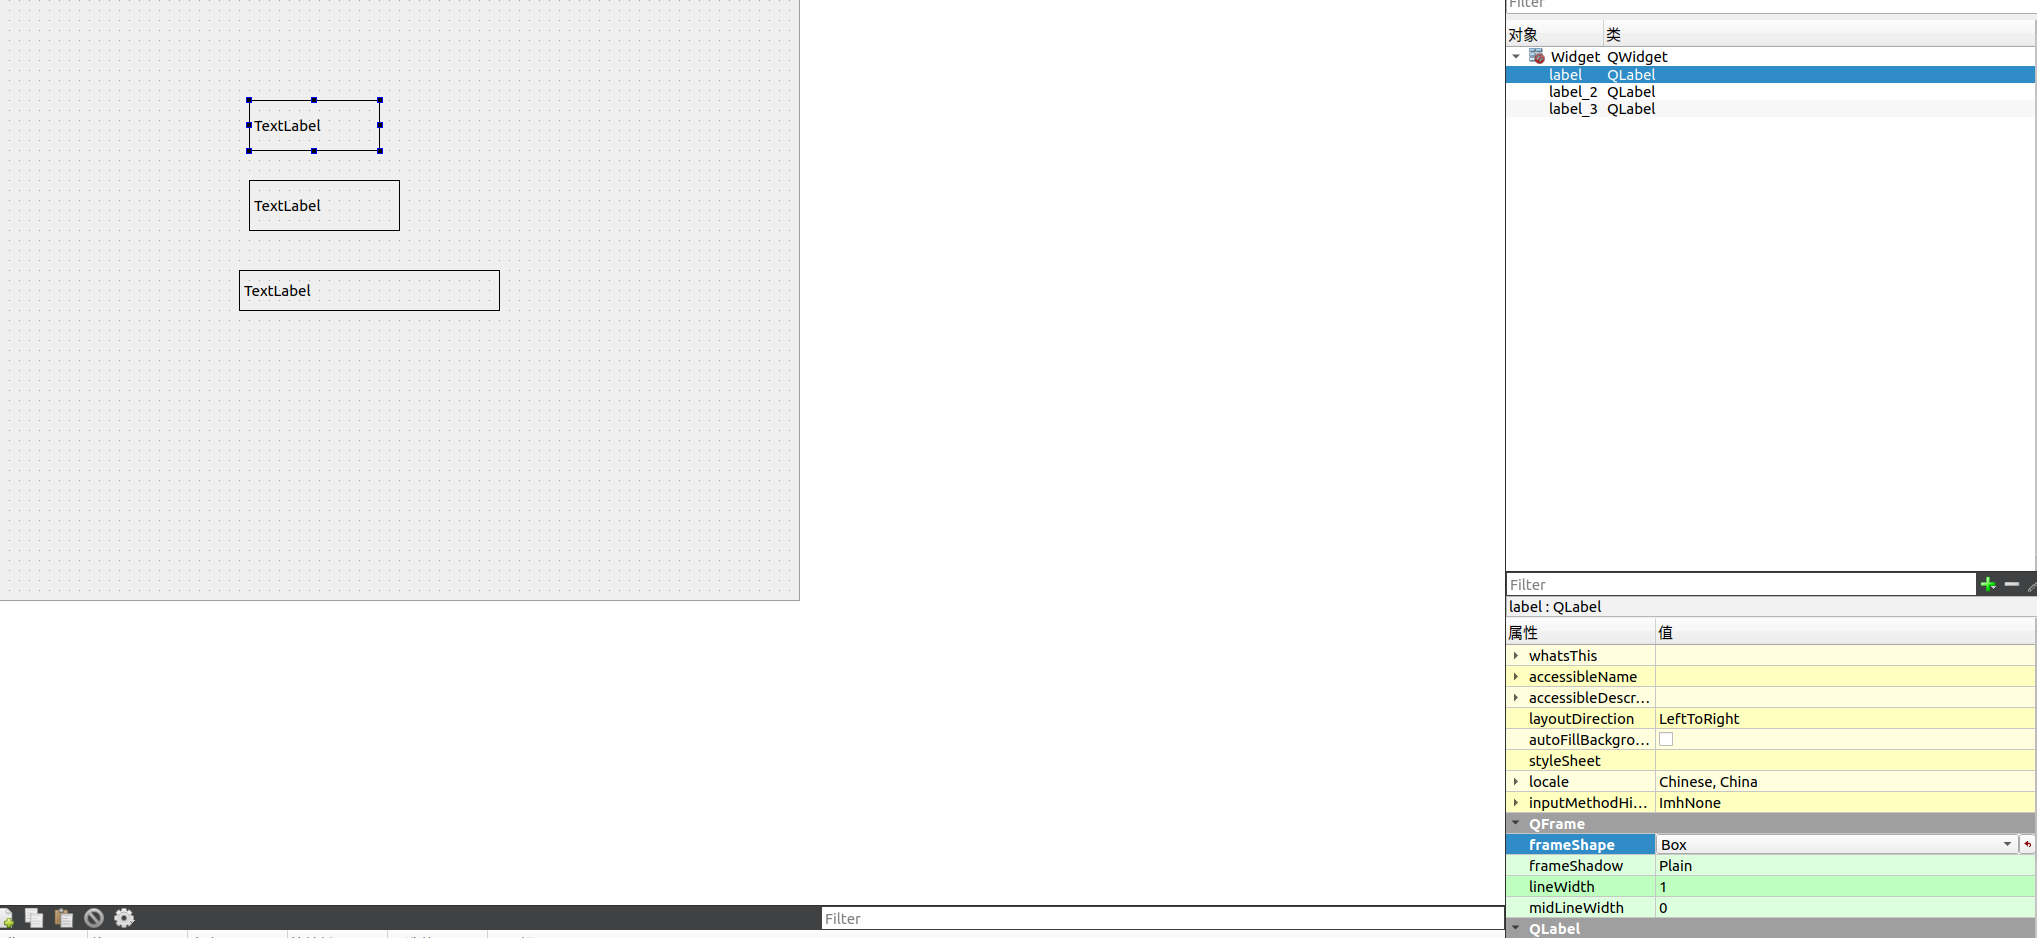 Filter
对象 类
Widget QWidget
label QLabel
label_2 QLabel
label_3 QLabel
TextLabel
TextLabel
TextLabel
Filter
label : QLabel
属性 值
whatsThis
accessibleName
accessibleDescr...
layoutDirection LeftToRight
autoFillBackgro...
styleSheet
locale Chinese, China
inputMethodHi... ImhNone
QFrame
frameShape Box
frameShadow Plain
lineWidth 1
midLineWidth 0
QLabel
Filter